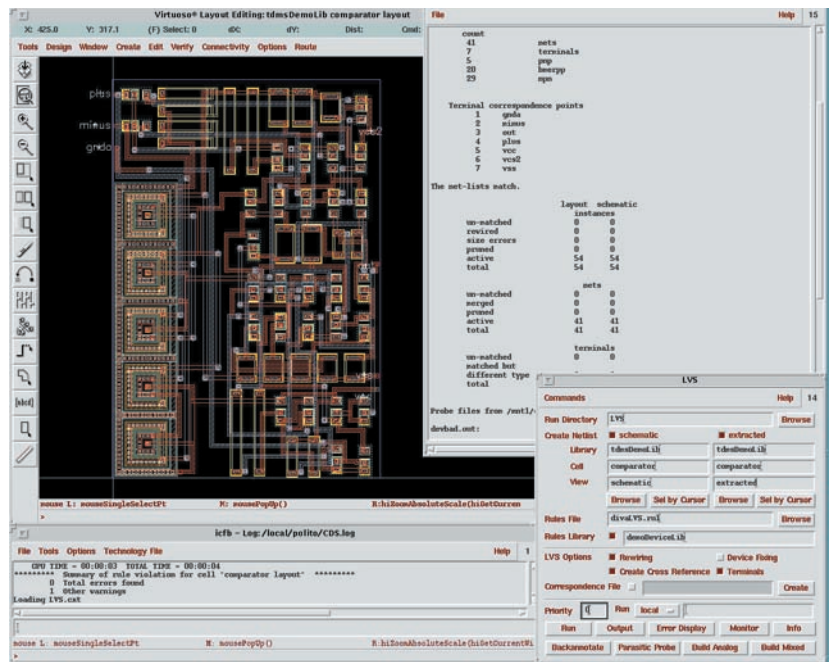 Virtuoso® Layout Editing: tdmsDemoLib comparator layout
X: 425.0 Y: 317.1 (F) Select: 0 dX: dY: Dist: Cmd:
Tools Design Window Create Edit Verify Connectivity Options Route
plus
minus
gnda
vcs2
[abcd]
mouse L: mouseSingleSelectPt M: mousePopUp() R:hiZoomAbsoluteScale(hiGetCurren
>
File Help 15
count
41 nets
7 terminals
5 pnp
20
29 npn
Terminal correspondence points
1 gnda
2 minus
3 out
4 plus
5 vcc
6 vcs2
7 vss
The net-lists match.
layout schematic
instances
un-matched 0 0
rewired 0 0
size errors 0 0
pruned 0 0
active 54 54
total 54 54
nets
un-matched 0 0
merged 0 0
pruned 0 0
active 41 41
total 41 41
terminals
un-matched 0 0
matched but
different type
total
Probe files from /mnt1/
devbad.out:
icfb - Log: /local/polito/CDS.log
File Tools Options Technology File Help 1
CPU TIME = 00:00:03 TOTAL TIME = 00:00:04
********* Summary of rule violation for cell "comparator layout" *********
0 Total errors found
1 Other warnings
Loading LVS.cxt
mouse L: mouseSingleSelectPt M: mousePopUp() R:hiZoomAbsoluteScale(hiGetCurrentWi
>
LVS
Commands Help 14
Run Directory LVS Browse
Create Netlist schematic extracted
Library tdmsDemoLib tdmsDemoLib
Cell comparator comparator
View schematic extracted
Browse Sel by Cursor Browse Sel by Cursor
Rules File divaLVS.rul Browse
Rules Library demoDeviceLib
LVS Options Rewiring Device Fixing
Create Cross Reference Terminals
Correspondence File Create
Priority Run local
Run Output Error Display Monitor Info
Backannotate Parasitic Probe Build Analog Build Mixed